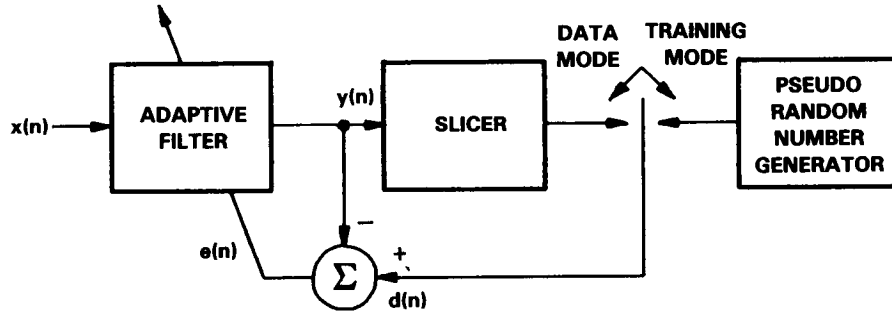 DATA
MODE
TRAINING
MODE
x(n)
ADAPTIVE
FILTER
y(n)
SLICER
PSEUDO
RANDOM
NUMBER
GENERATOR
e(n)
−
Σ
+
d(n)